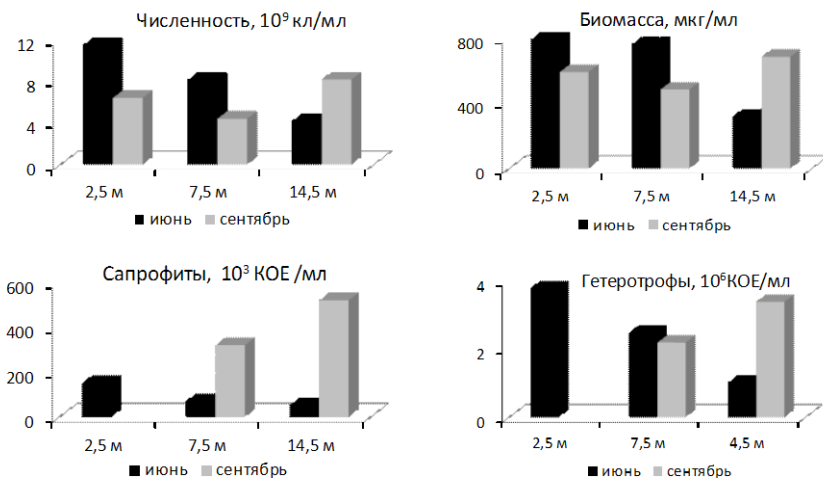 Численность, 10⁹ кл/мл
12
8
4
0
2,5 м 7,5 м 14,5 м
июнь сентябрь
Биомасса, мкг/мл
800
400
0
2,5 м 7,5 м 14,5 м
июнь сентябрь
Сапрофиты, 10³ КОЕ /мл
600
400
200
0
2,5 м 7,5 м 14,5 м
июнь сентябрь
Гетеротрофы, 10⁶КОЕ/мл
4
2
0
2,5 м 7,5 м 4,5 м
июнь сентябрь